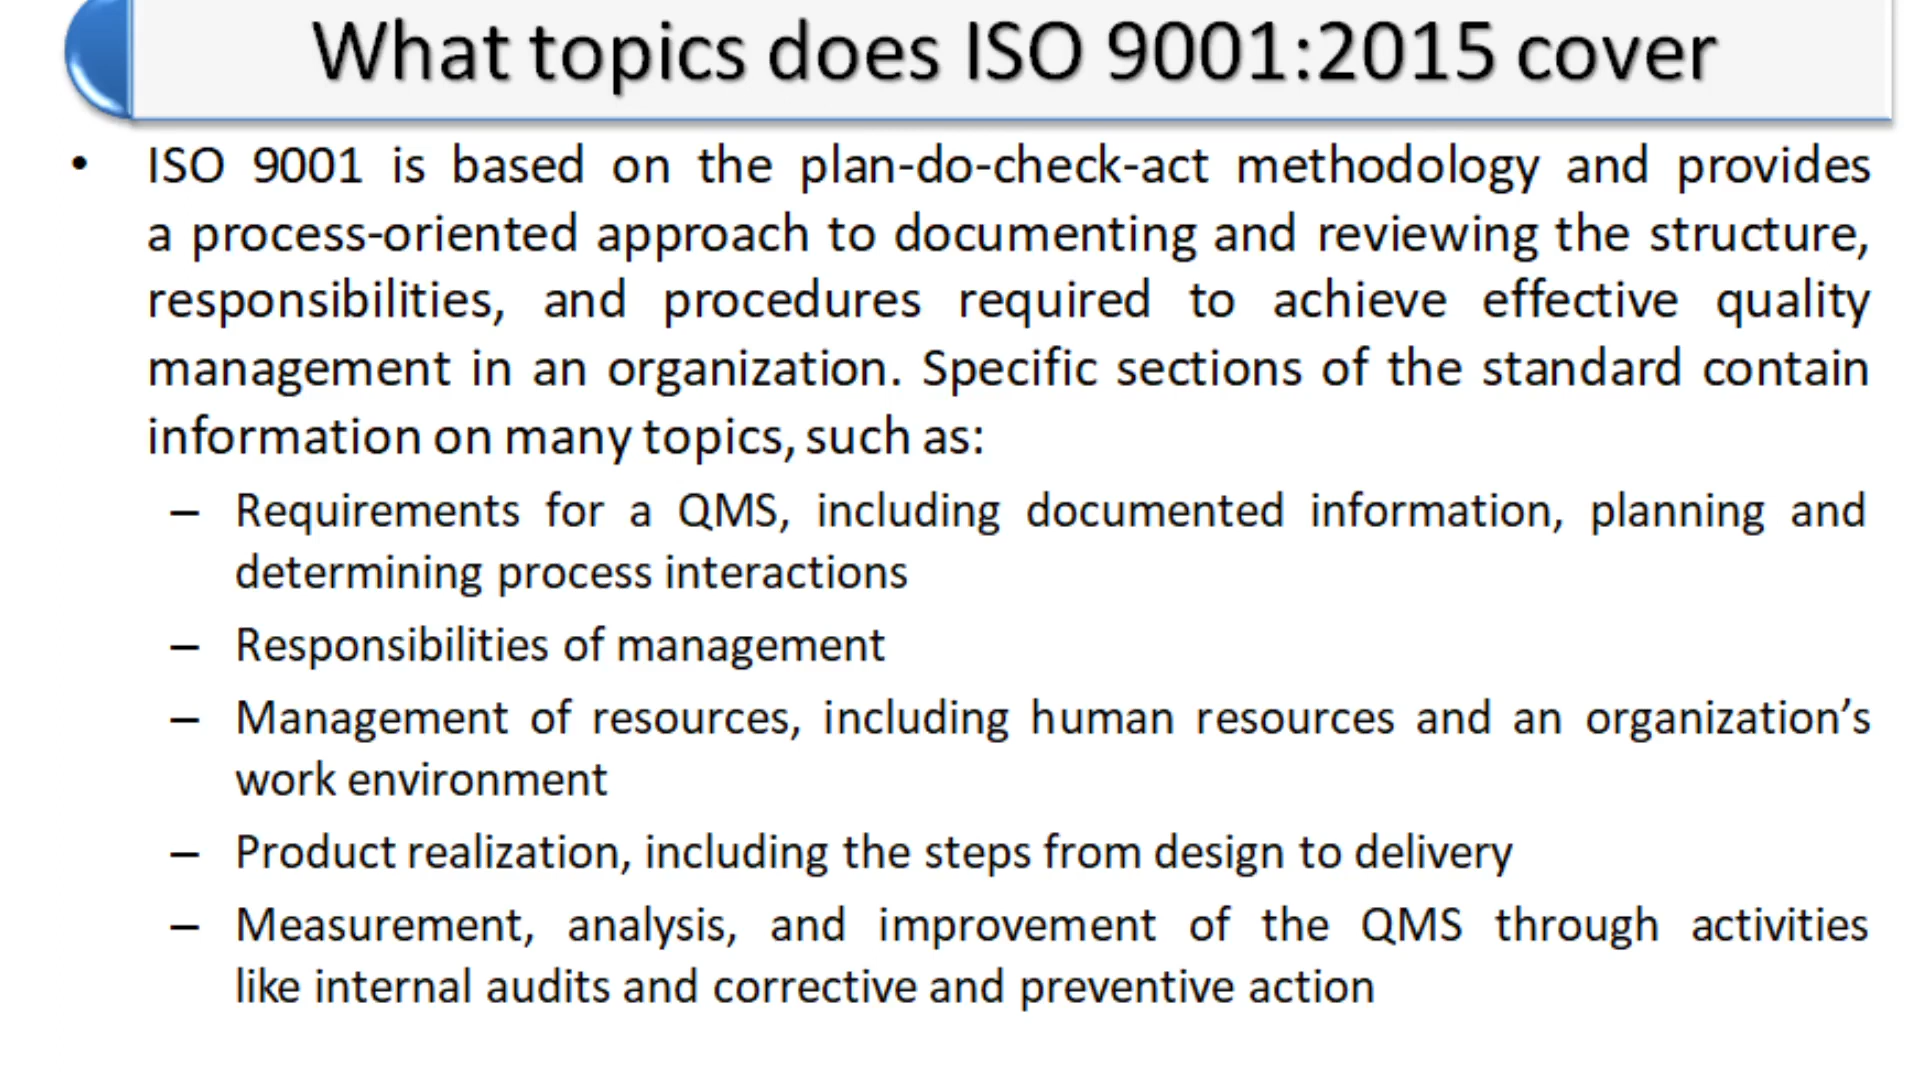 What topics does ISO 9001:2015 cover
• ISO 9001 is based on the plan-do-check-act methodology and provides
a process-oriented approach to documenting and reviewing the structure,
responsibilities, and procedures required to achieve effective quality
management in an organization. Specific sections of the standard contain
information on many topics, such as:
– Requirements for a QMS, including documented information, planning and
determining process interactions
– Responsibilities of management
– Management of resources, including human resources and an organization’s
work environment
– Product realization, including the steps from design to delivery
– Measurement, analysis, and improvement of the QMS through activities
like internal audits and corrective and preventive action